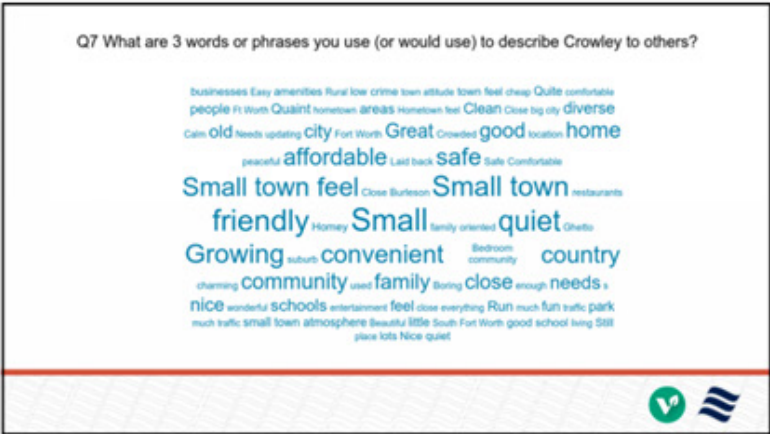 Q7 What are 3 words or phrases you use (or would use) to describe Crowley to others?
businesses Easy amenities Rural low crime town attitude town feel cheap Quite comfortable
people Ft Worth Quaint hometown areas Hometown feel Clean Close big city diverse
Calm old Needs updating city Fort Worth Great Crowded good location home
peaceful affordable Laid back safe Safe Comfortable
Small town feel Close Burleson Small town restaurants
friendly Homey Small family oriented quiet Ghetto
Growing suburb convenient Bedroom community country
charming community used family Boring close enough needs s
nice wonderful schools entertainment feel close everything Run much fun traffic park
much traffic small town atmosphere Beautiful little South Fort Worth good school living Still
place lots Nice quiet